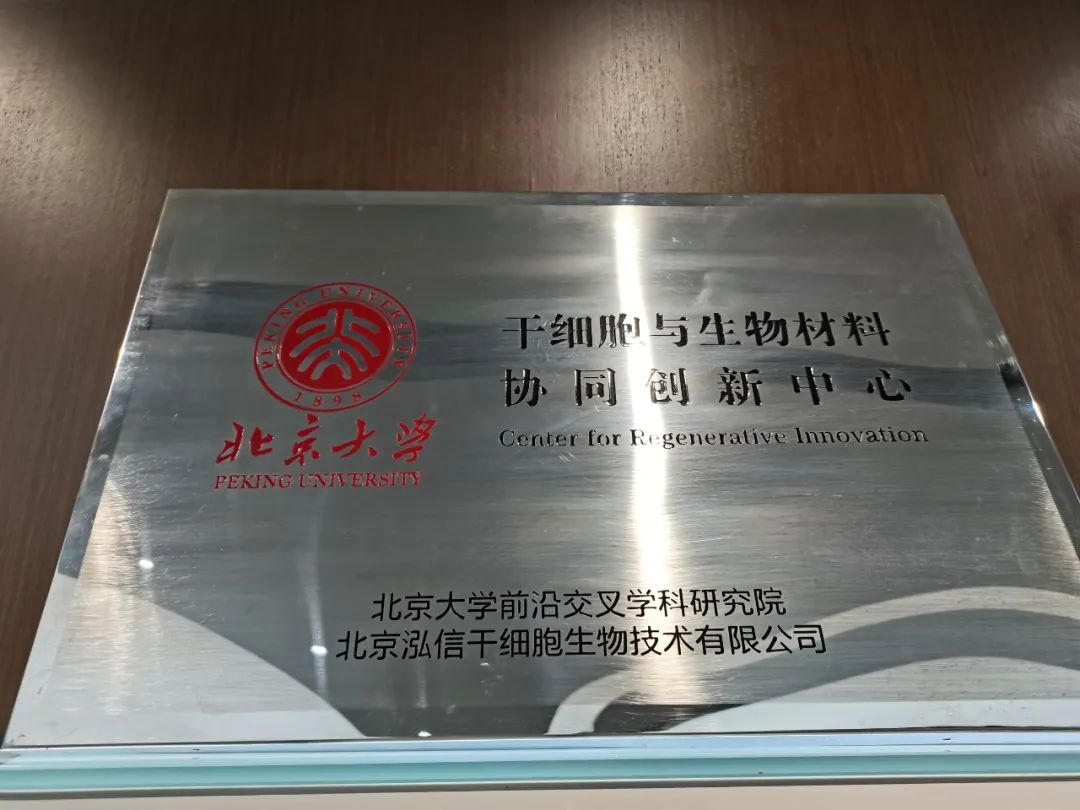 PEKING UNIVERSITY
1898
北京大学
PEKING UNIVERSITY
干细胞与生物材料
协同创新中心
Center for Regenerative Innovation
北京大学前沿交叉学科研究院
北京泓信干细胞生物技术有限公司